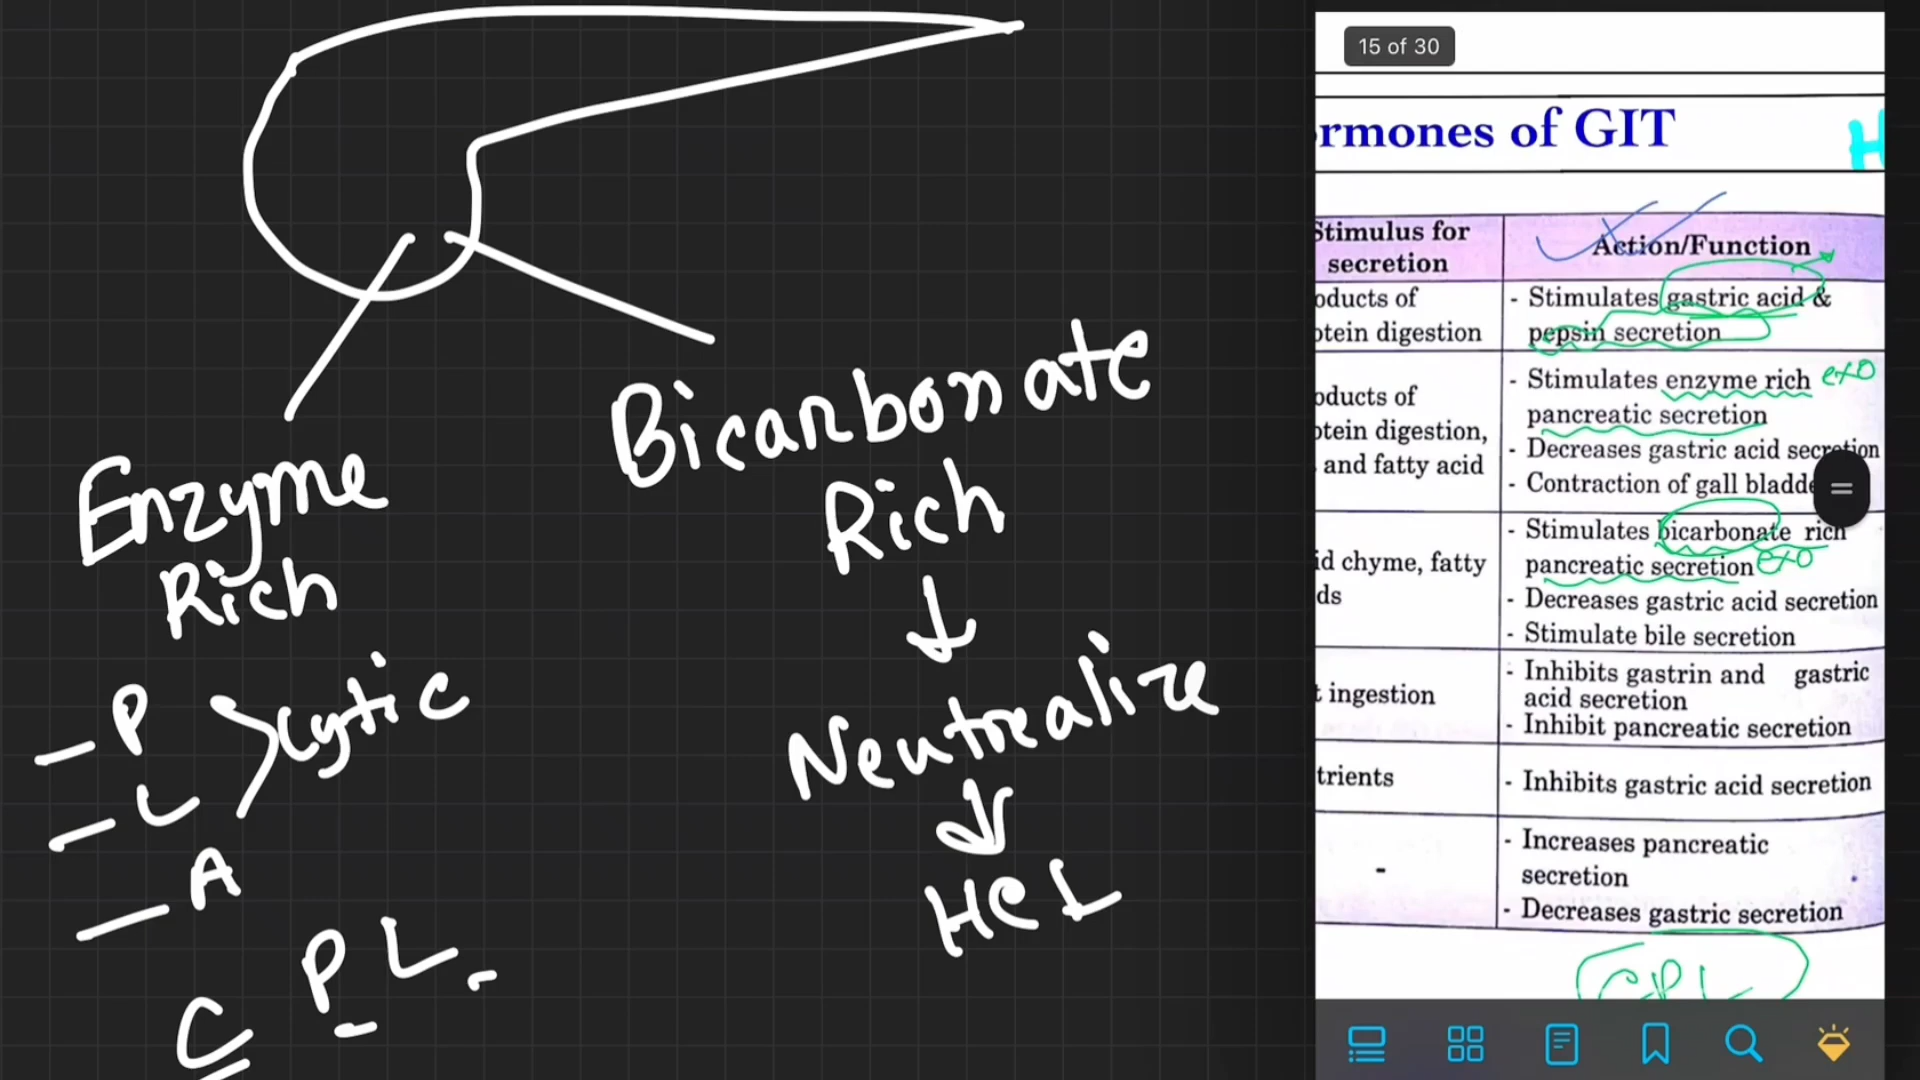 Enzyme
Rich
Bicarbonate
Rich
Neutrealize
HCL
- P
- L
- A
Lytic
C P L
15 of 30
ormones of GIT
H
Stimulus for
secretion
Action/Function
oducts of
otein digestion
- Stimulates gastric acid &
pepsin secretion
oducts of
otein digestion,
and fatty acid
- Stimulates enzyme rich exo
pancreatic secretion
- Decreases gastric acid secretion
- Contraction of gall bladde
id chyme, fatty
ds
- Stimulates bicarbonate rich
pancreatic secretion exo
- Decreases gastric acid secretion
- Stimulate bile secretion
t ingestion
- Inhibits gastrin and gastric
acid secretion
- Inhibit pancreatic secretion
trients
- Inhibits gastric acid secretion
-
- Increases pancreatic
secretion
- Decreases gastric secretion
CPL